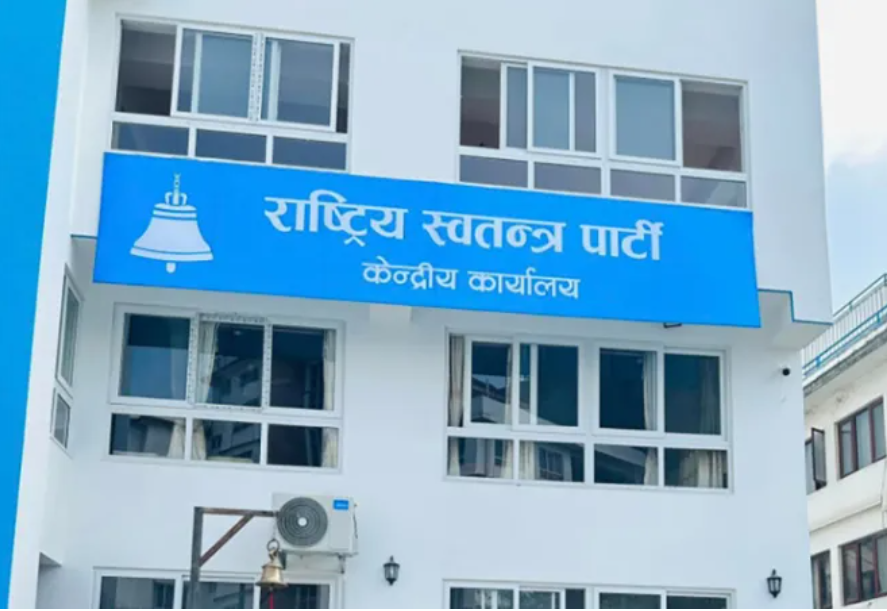 राष्ट्रिय स्वतन्त्र पार्टी
केन्द्रीय कार्यालय